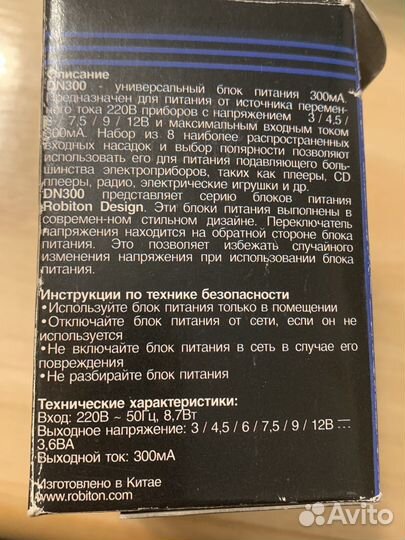 Описание
DN300 - универсальный блок питания 300мА.
Предназначен для питания от источника перемен-
ного тока 220В приборов с напряжением 3 / 4,5 /
6 / 7,5 / 9 / 12В и максимальным входным током
300мА. Набор из 8 наиболее распространенных
входных насадок и выбор полярности позволяют
использовать его для питания подавляющего боль-
шинства электроприборов, таких как плееры, CD
плееры, радио, электрические игрушки и др.
DN300 представляет серию блоков питания
Robiton Design. Эти блоки питания выполнены в
современ-ном стильном дизайне. Переключатель
напряжения находится на обратной стороне блока
питания. Это позволяет избежать случайного
изменения напряжения при использовании блока
питания.
Инструкции по технике безопасности
•Используйте блок питания только в помещении
•Отключайте блок питания от сети, если он не
используется
•Не включайте блок питания в сеть в случае его
повреждения
•Не разбирайте блок питания
Технические характеристики:
Вход: 220В ~ 50Гц, 8,7Вт
Выходное напряжение: 3 / 4,5 / 6 / 7,5 / 9 / 12В
3,6ВА
Выходной ток: 300мА
Изготовлено в Китае
www.robiton.com
Avito